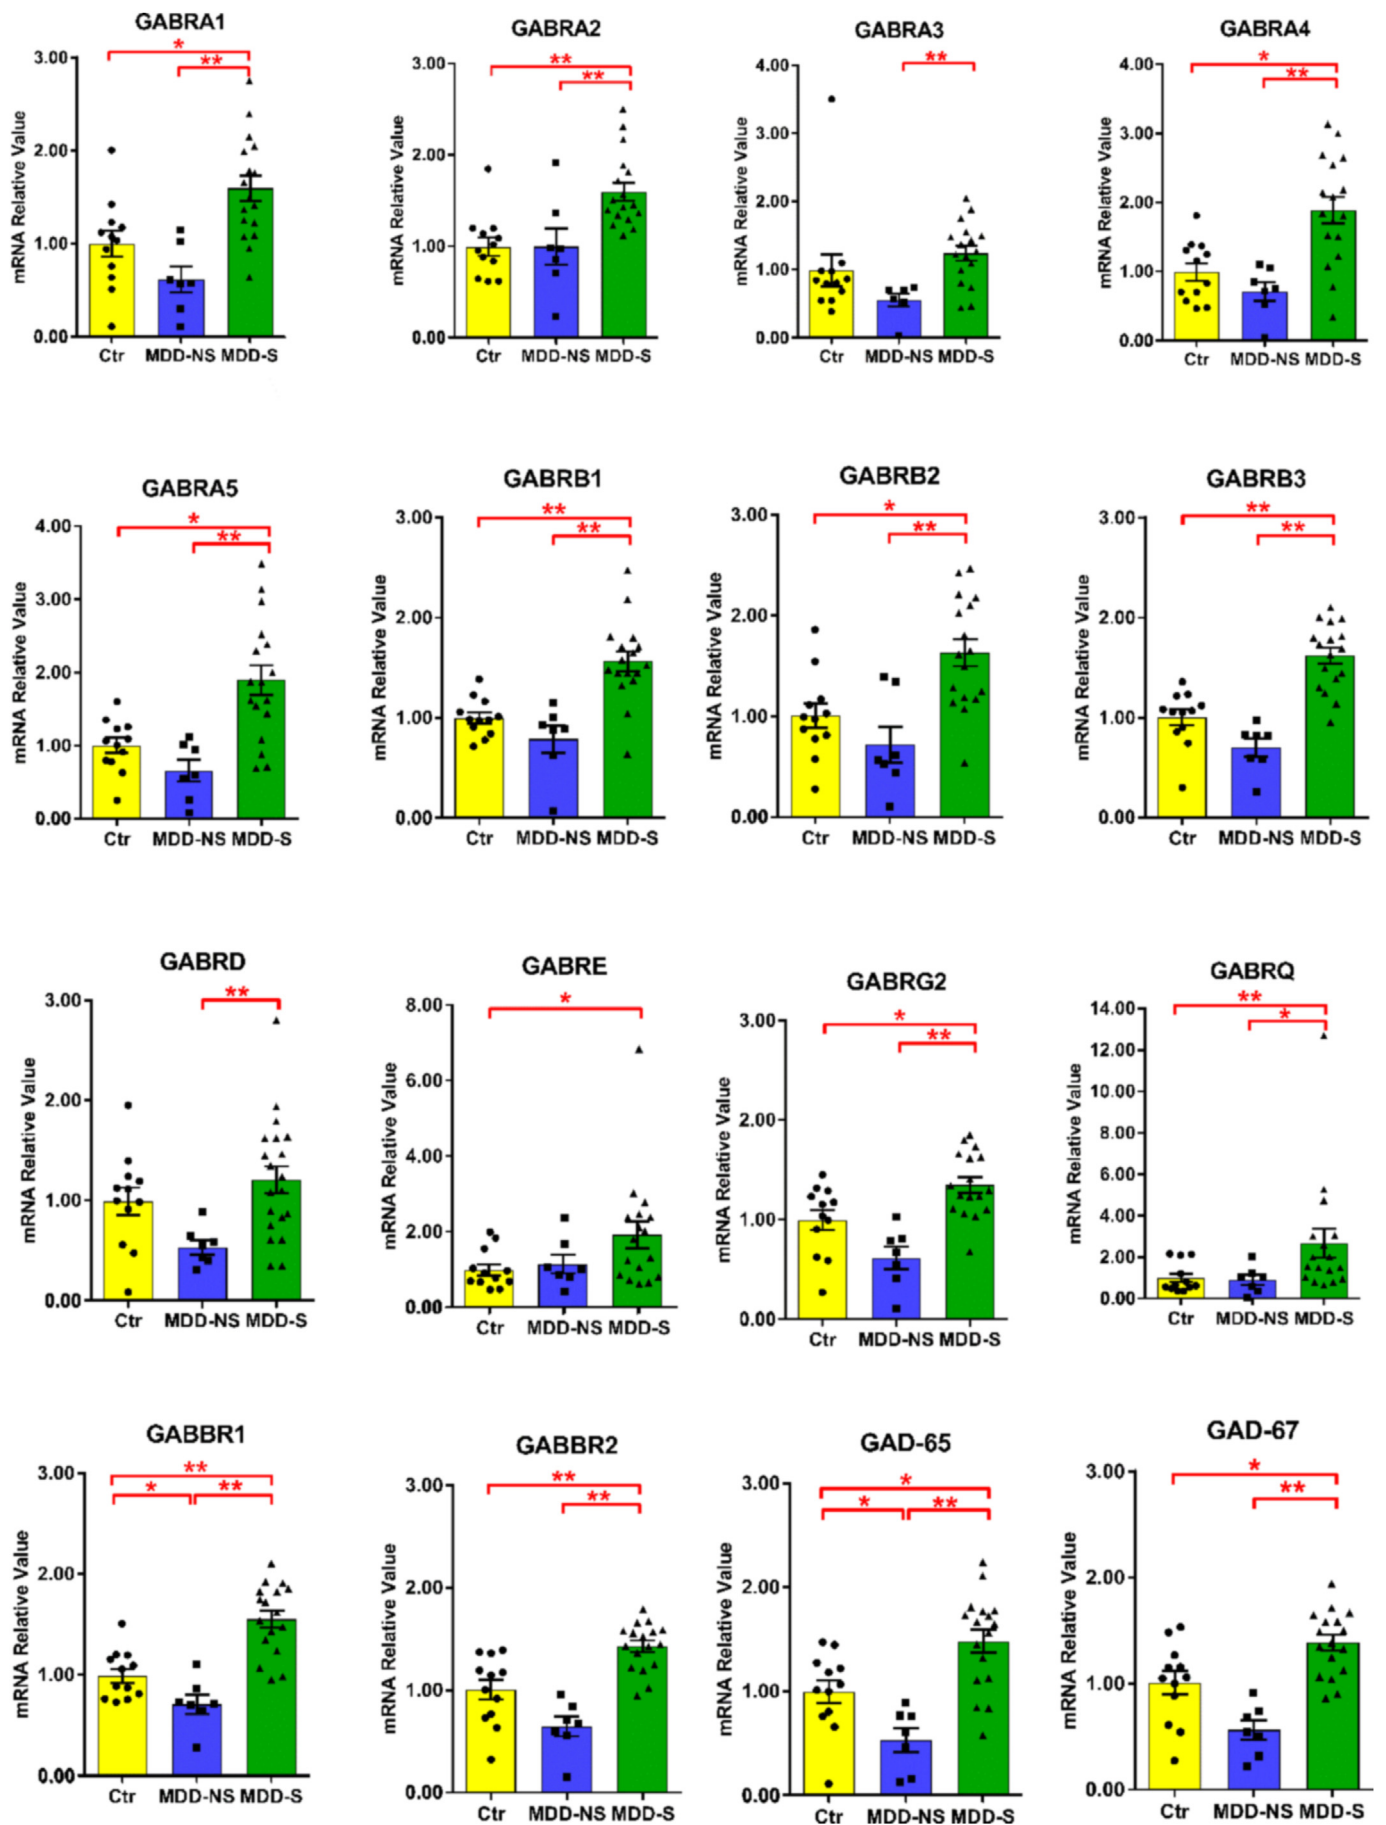 GABRA1
mRNA Relative Value
3.00
2.00
1.00
0.00
* **
Ctr MDD-NS MDD-S
GABRA2
mRNA Relative Value
3.00
2.00
1.00
0.00
** **
Ctr MDD-NS MDD-S
GABRA3
mRNA Relative Value
4.00
3.00
2.00
1.00
0.00
**
Ctr MDD-NS MDD-S
GABRA4
mRNA Relative Value
4.00
3.00
2.00
1.00
0.00
* **
Ctr MDD-NS MDD-S
GABRA5
mRNA Relative Value
4.00
3.00
2.00
1.00
0.00
* **
Ctr MDD-NS MDD-S
GABRB1
mRNA Relative Value
3.00
2.00
1.00
0.00
** **
Ctr MDD-NS MDD-S
GABRB2
mRNA Relative Value
3.00
2.00
1.00
0.00
* **
Ctr MDD-NS MDD-S
GABRB3
mRNA Relative Value
3.00
2.00
1.00
0.00
** **
Ctr MDD-NS MDD-S
GABRD
mRNA Relative Value
3.00
2.00
1.00
0.00
**
Ctr MDD-NS MDD-S
GABRE
mRNA Relative Value
8.00
6.00
4.00
2.00
0.00
*
Ctr MDD-NS MDD-S
GABRG2
mRNA Relative Value
3.00
2.00
1.00
0.00
* **
Ctr MDD-NS MDD-S
GABRQ
mRNA Relative Value
14.00
12.00
10.00
8.00
6.00
4.00
2.00
0.00
** *
Ctr MDD-NS MDD-S
GABBR1
mRNA Relative Value
3.00
2.00
1.00
0.00
** * **
Ctr MDD-NS MDD-S
GABBR2
mRNA Relative Value
3.00
2.00
1.00
0.00
** **
Ctr MDD-NS MDD-S
GAD-65
mRNA Relative Value
3.00
2.00
1.00
0.00
* * **
Ctr MDD-NS MDD-S
GAD-67
mRNA Relative Value
3.00
2.00
1.00
0.00
* **
Ctr MDD-NS MDD-S